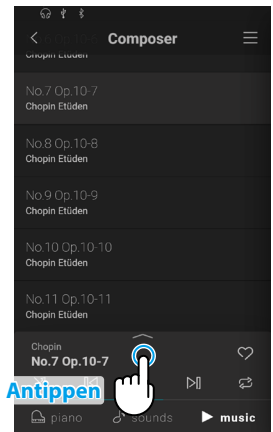 Composer
Chopin Etüden
No.7 Op.10-7
Chopin Etüden
No.8 Op.10-8
Chopin Etüden
No.9 Op.10-9
Chopin Etüden
No.10 Op.10-10
Chopin Etüden
No.11 Op.10-11
Chopin Etüden
Chopin
No.7 Op.10-7
Antippen
piano
sounds
music